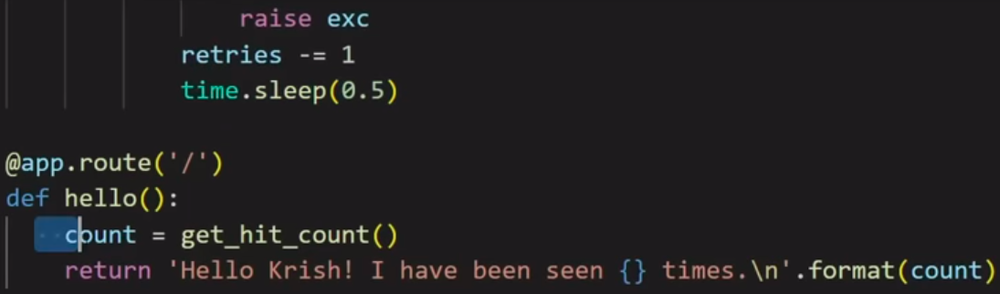 raise exc
retries -= 1
time.sleep(0.5)
@app.route('/')
def hello():
count = get_hit_count()
return 'Hello Krish! I have been seen {} times.\n'.format(count)